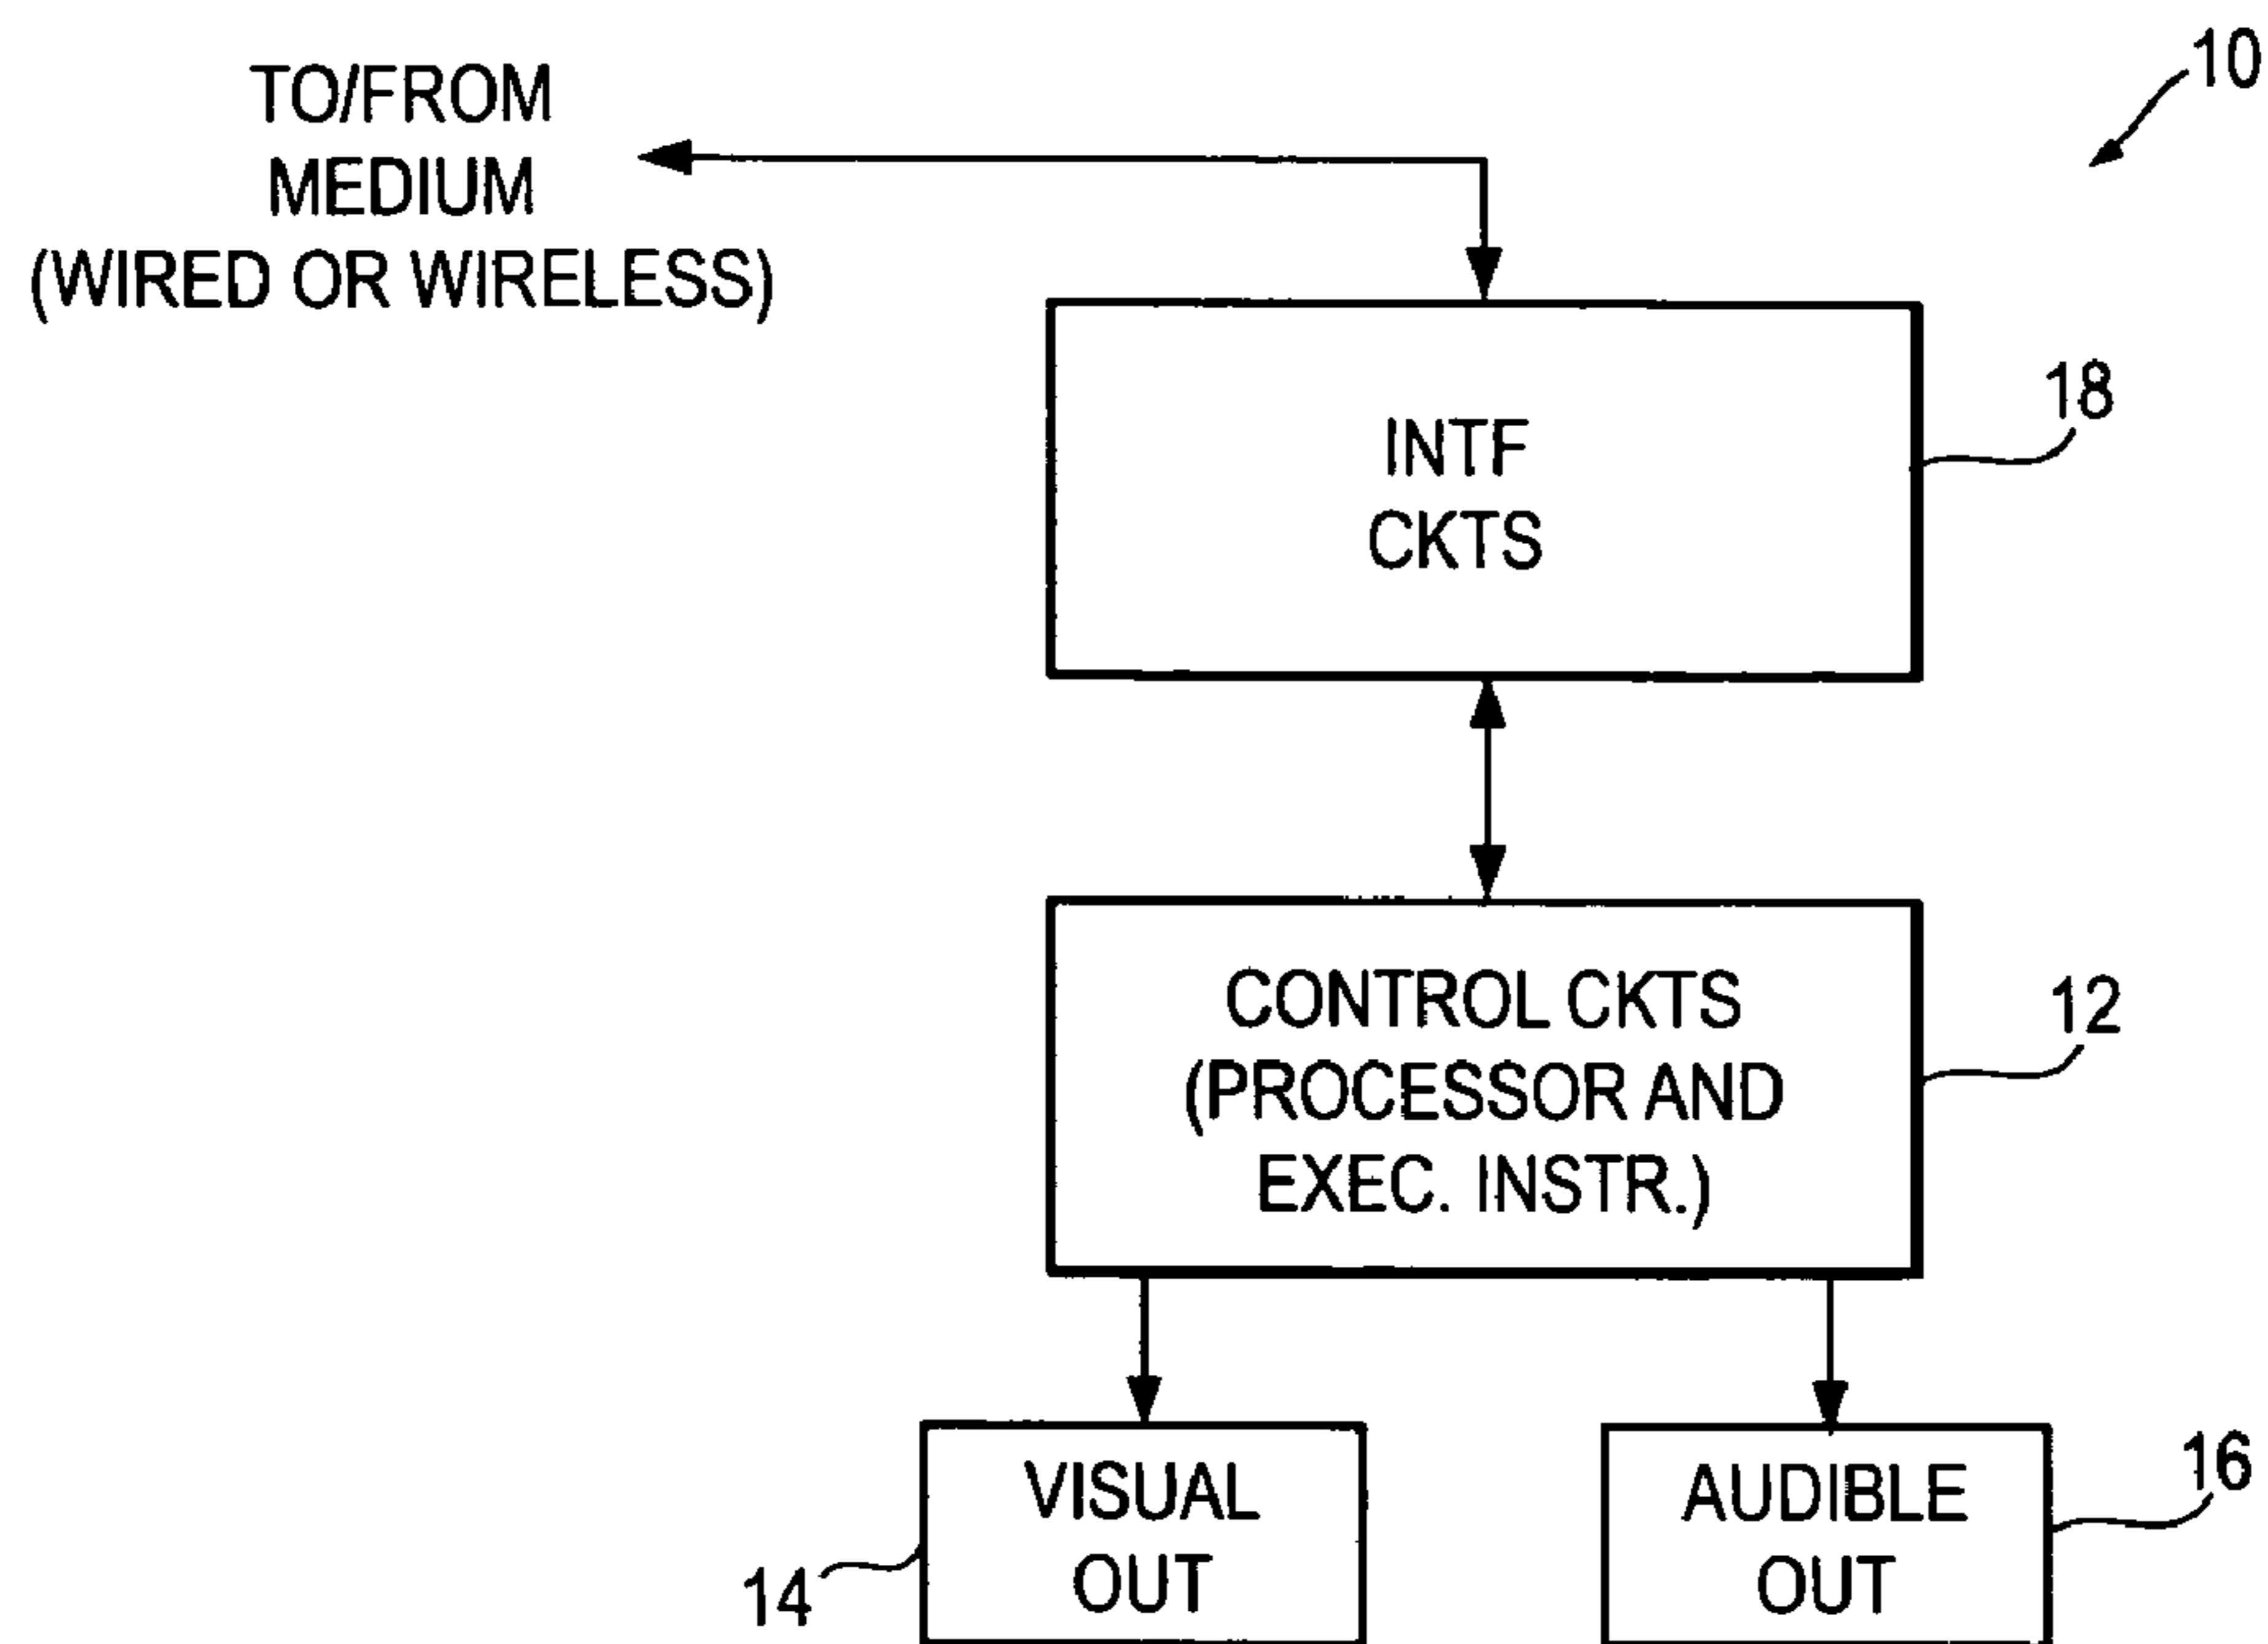 10
TO/FROM
MEDIUM
(WIRED OR WIRELESS)
18
INTF
CKTS
12
CONTROL CKTS
(PROCESSOR AND
EXEC. INSTR.)
14
VISUAL
OUT
16
AUDIBLE
OUT